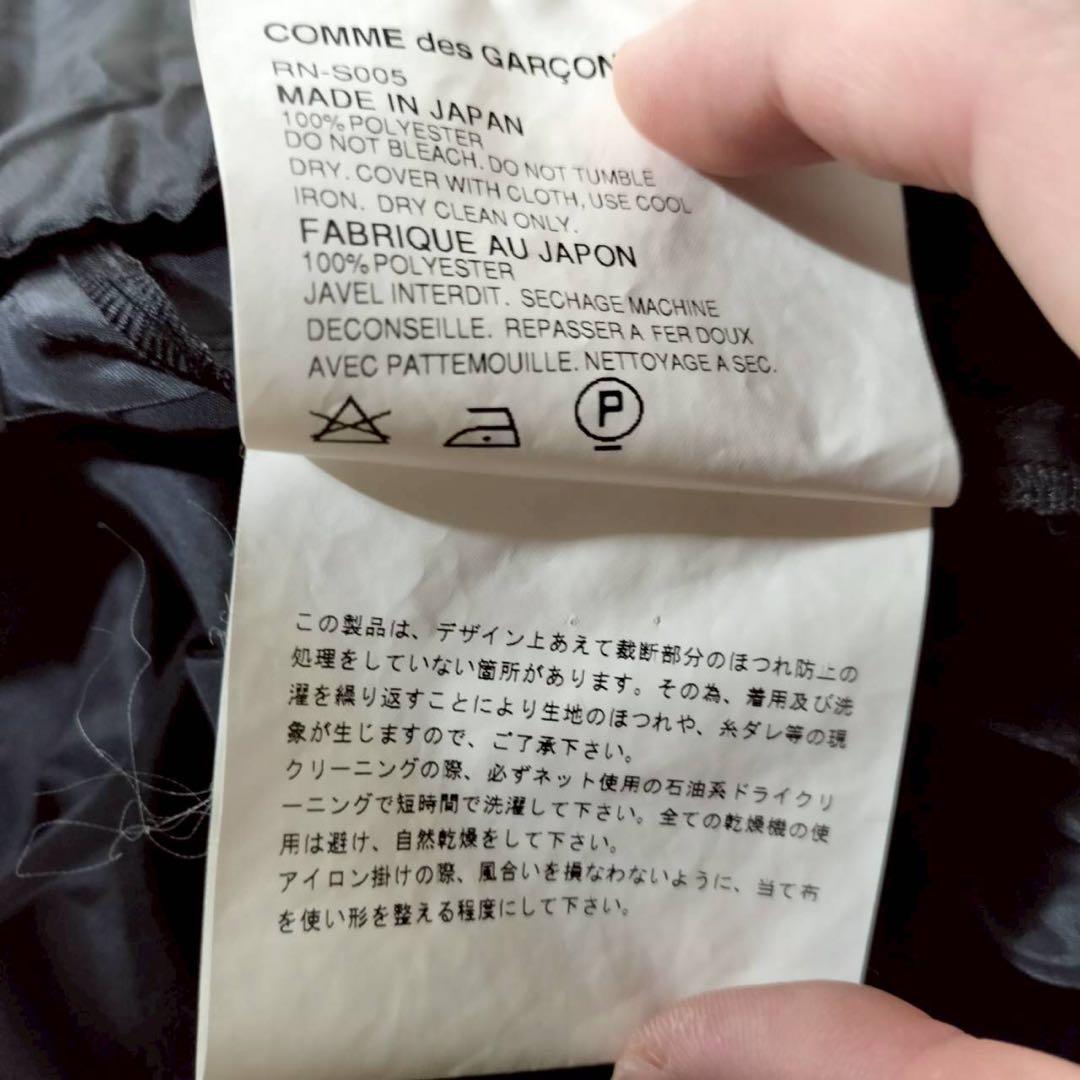 COMME des GARÇON
RN-S005
MADE IN JAPAN
100% POLYESTER
DO NOT BLEACH. DO NOT TUMBLE
DRY. COVER WITH CLOTH, USE COOL
IRON. DRY CLEAN ONLY.
FABRIQUE AU JAPON
100% POLYESTER
JAVEL INTERDIT. SECHAGE MACHINE
DECONSEILLE. REPASSER A FER DOUX
AVEC PATTEMOUILLE. NETTOYAGE A SEC.
P
この製品は、デザイン上あえて裁断部分のほつれ防止の
処理をしていない箇所があります。その為、着用及び洗
濯を繰り返すことにより生地のほつれや、糸ダレ等の現
象が生じますので、ご了承下さい。
クリーニングの際、必ずネット使用の石油系ドライクリ
ーニングで短時間で洗濯して下さい。全ての乾燥機の使
用は避け、自然乾燥をして下さい。
アイロン掛けの際、風合いを損なわないように、当て布
を使い形を整える程度にして下さい。